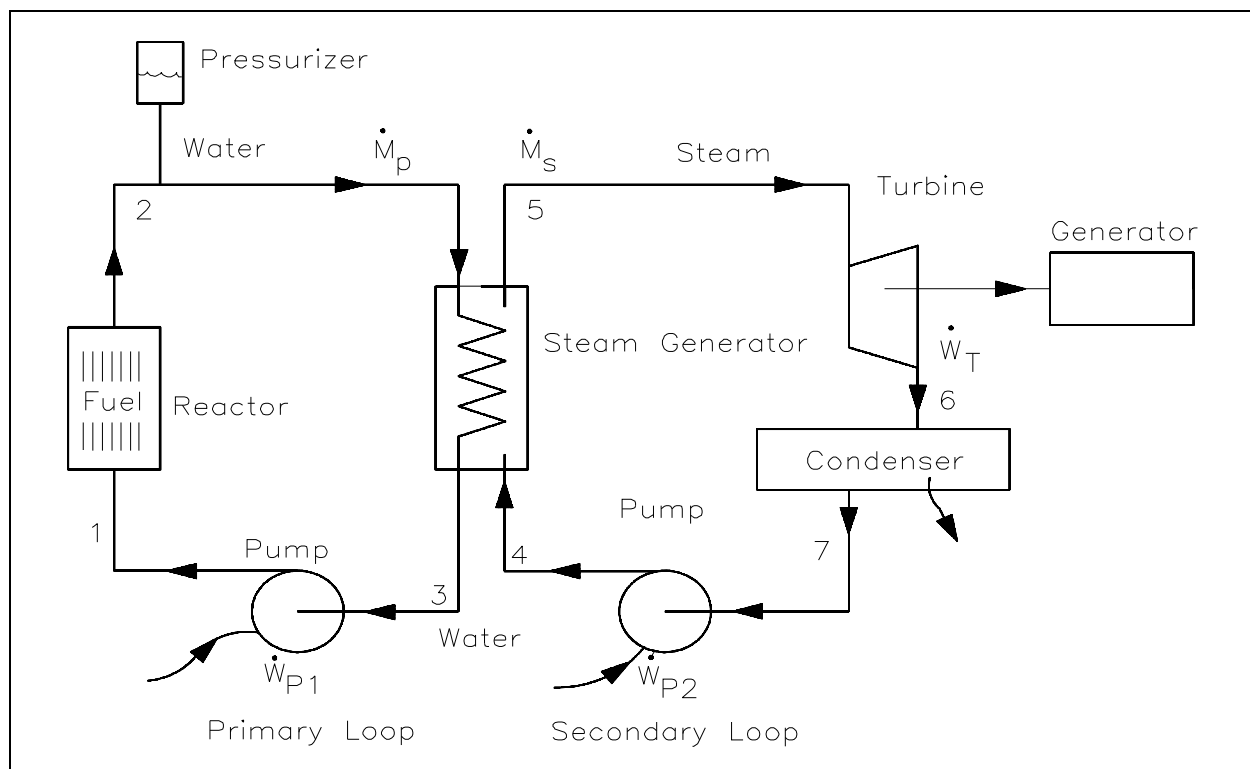 Pressurizer
Water
Ṁp
Ṁs
Steam
Turbine
2
5
Generator
Steam Generator
ẆT
Fuel
Reactor
6
Condenser
Pump
1
Pump
4
7
3
Water
ẆP1
ẆP2
Primary Loop
Secondary Loop